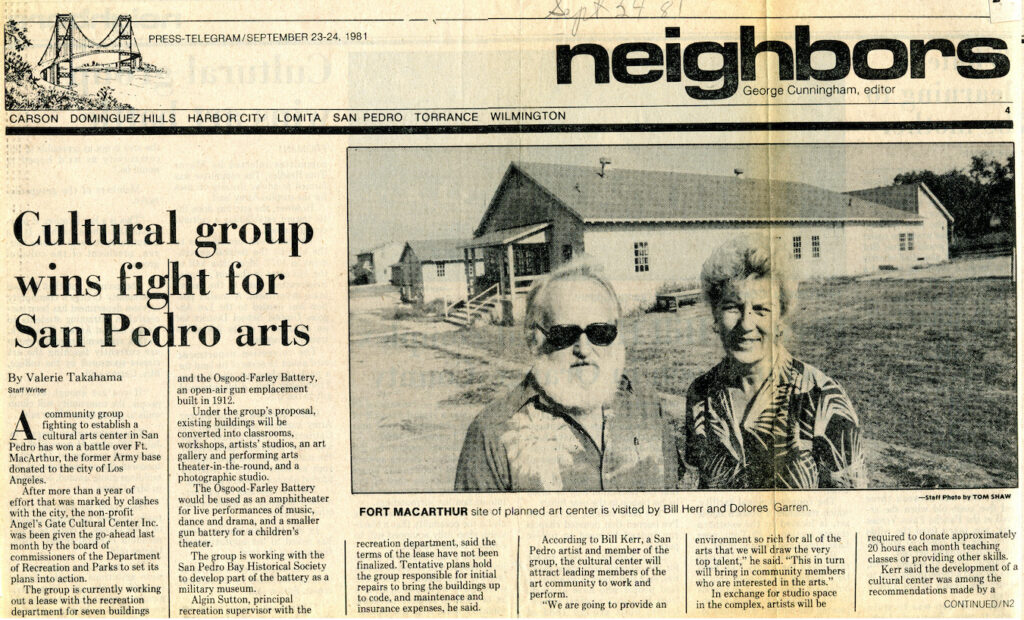 Sept 24 81
PRESS-TELEGRAM/SEPTEMBER 23-24, 1981
neighbors
George Cunningham, editor
CARSON DOMINGUEZ HILLS HARBOR CITY LOMITA SAN PEDRO TORRANCE WILMINGTON
4
Cultural group
wins fight for
San Pedro arts
By Valerie Takahama
Staff Writer
A community group
fighting to establish a
cultural arts center in San
Pedro has won a battle over Ft.
MacArthur, the former Army base
donated to the city of Los
Angeles.
After more than a year of
effort that was marked by clashes
with the city, the non-profit
Angel's Gate Cultural Center Inc.
was been given the go-ahead last
month by the board of
commissioners of the Department
of Recreation and Parks to set its
plans into action.
The group is currently working
out a lease with the recreation
department for seven buildings
and the Osgood-Farley Battery,
an open-air gun emplacement
built in 1912.
Under the group's proposal,
existing buildings will be
converted into classrooms,
workshops, artists' studios, an art
gallery and performing arts
theater-in-the-round, and a
photographic studio.
The Osgood-Farley Battery
would be used as an amphitheater
for live performances of music,
dance and drama, and a smaller
gun battery for a children's
theater.
The group is working with the
San Pedro Bay Historical Society
to develop part of the battery as a
military museum.
Algin Sutton, principal
recreation supervisor with the
—Staff Photo by TOM SHAW
FORT MACARTHUR site of planned art center is visited by Bill Herr and Dolores Garren.
recreation department, said the
terms of the lease have not been
finalized. Tentative plans hold
the group responsible for initial
repairs to bring the buildings up
to code, and maintenace and
insurance expenses, he said.
According to Bill Kerr, a San
Pedro artist and member of the
group, the cultural center will
attract leading members of the
art community to work and
perform.
"We are going to provide an
environment so rich for all of the
arts that we will draw the very
top talent," he said. "This in turn
will bring in community members
who are interested in the arts."
In exchange for studio space
in the complex, artists will be
required to donate approximately
20 hours each month teaching
classes or providing other skills.
Kerr said the development of a
cultural center was among the
recommendations made by a
CONTINUED/N2